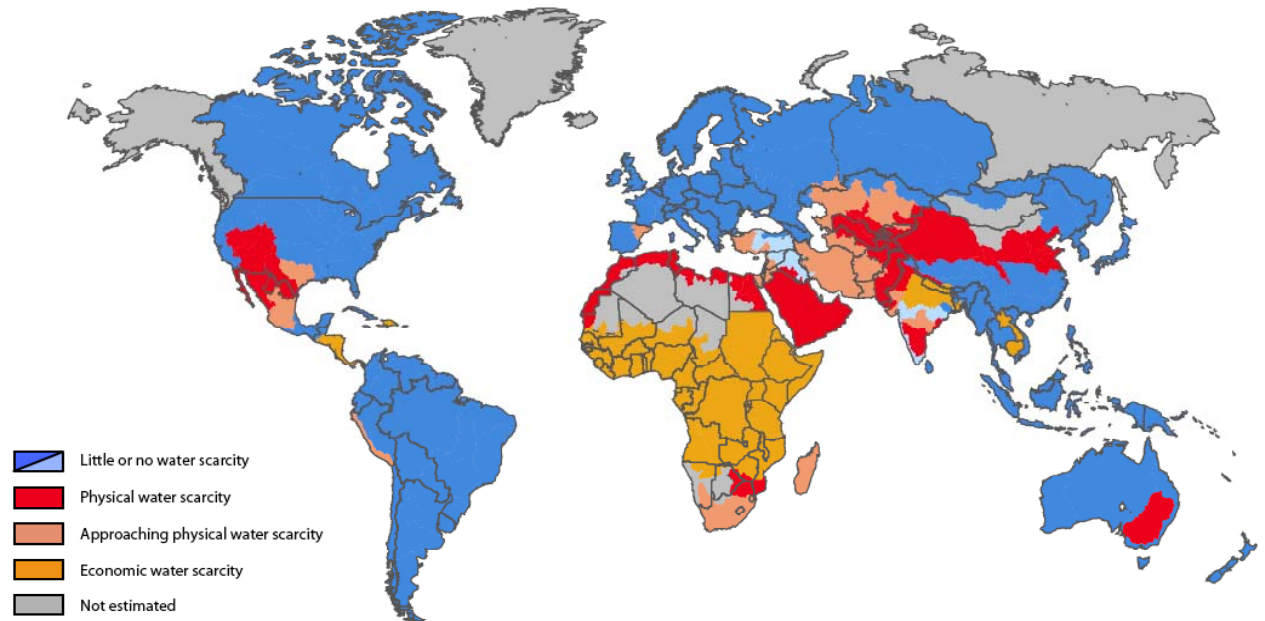 Little or no water scarcity
Physical water scarcity
Approaching physical water scarcity
Economic water scarcity
Not estimated